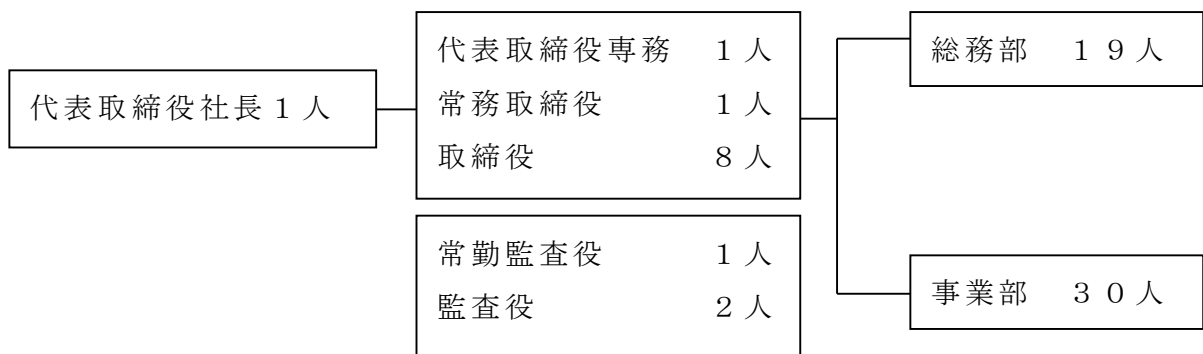 代表取締役社長１人
代表取締役専務　１人
常務取締役　１人
取締役　８人
常勤監査役　１人
監査役　２人
総務部　１９人
事業部　３０人